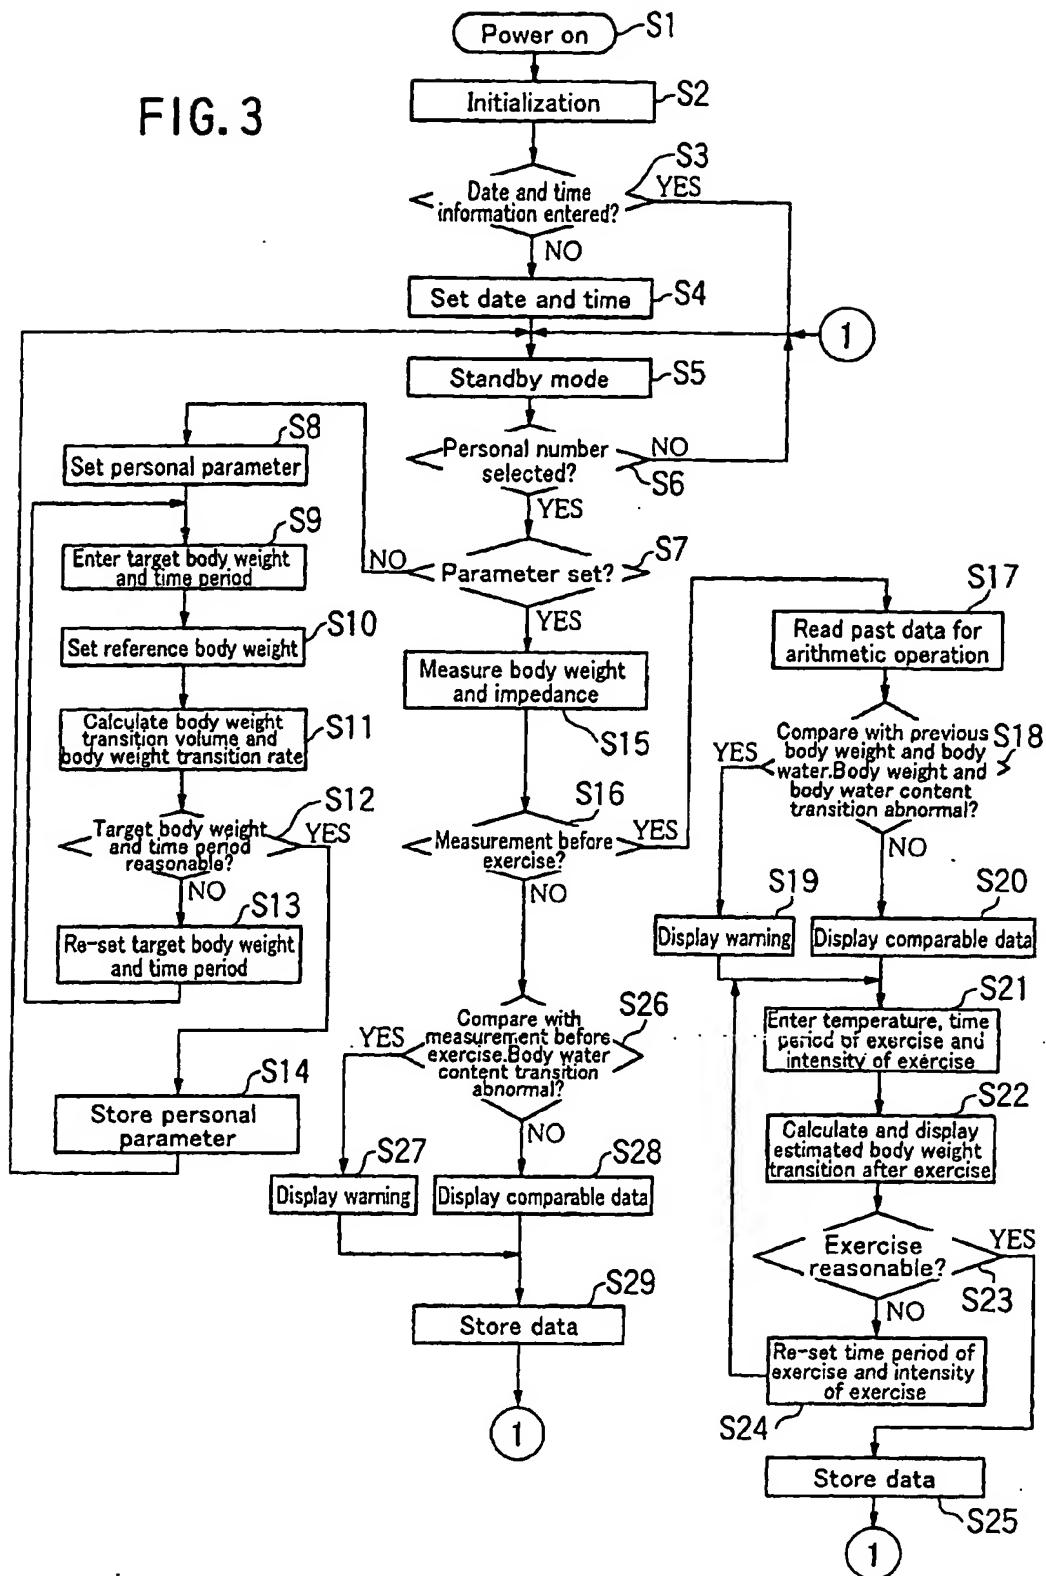 FIG. 3
Power on
S1
Initialization
S2
S3
Date and time
information entered?
YES
NO
Set date and time
S4
1
Standby mode
S5
Personal number
selected?
NO
S6
YES
S7
Parameter set?
NO
YES
S8
Set personal parameter
S9
Enter target body weight
and time period
S10
Set reference body weight
S11
Calculate body weight
transition volume and
body weight transition rate
S12
Target body weight
and time period
reasonable?
YES
NO
S13
Re-set target body weight
and time period
S14
Store personal
parameter
Measure body weight
and impedance
S15
S16
Measurement before
exercise?
YES
NO
S17
Read past data for
arithmetic operation
S18
Compare with previous
body weight and body
water.Body weight and
body water content
transition abnormal?
YES
NO
S19
Display warning
S20
Display comparable data
S21
Enter temperature, time
period of exercise and
intensity of exercise
S22
Calculate and display
estimated body weight
transition after exercise
Exercise
reasonable?
YES
S23
NO
Re-set time period of
exercise and intensity
of exercise
S24
Store data
S25
1
S26
Compare with
measurement before
exercise.Body water
content transition
abnormal?
YES
NO
S27
Display warning
S28
Display comparable data
S29
Store data
1